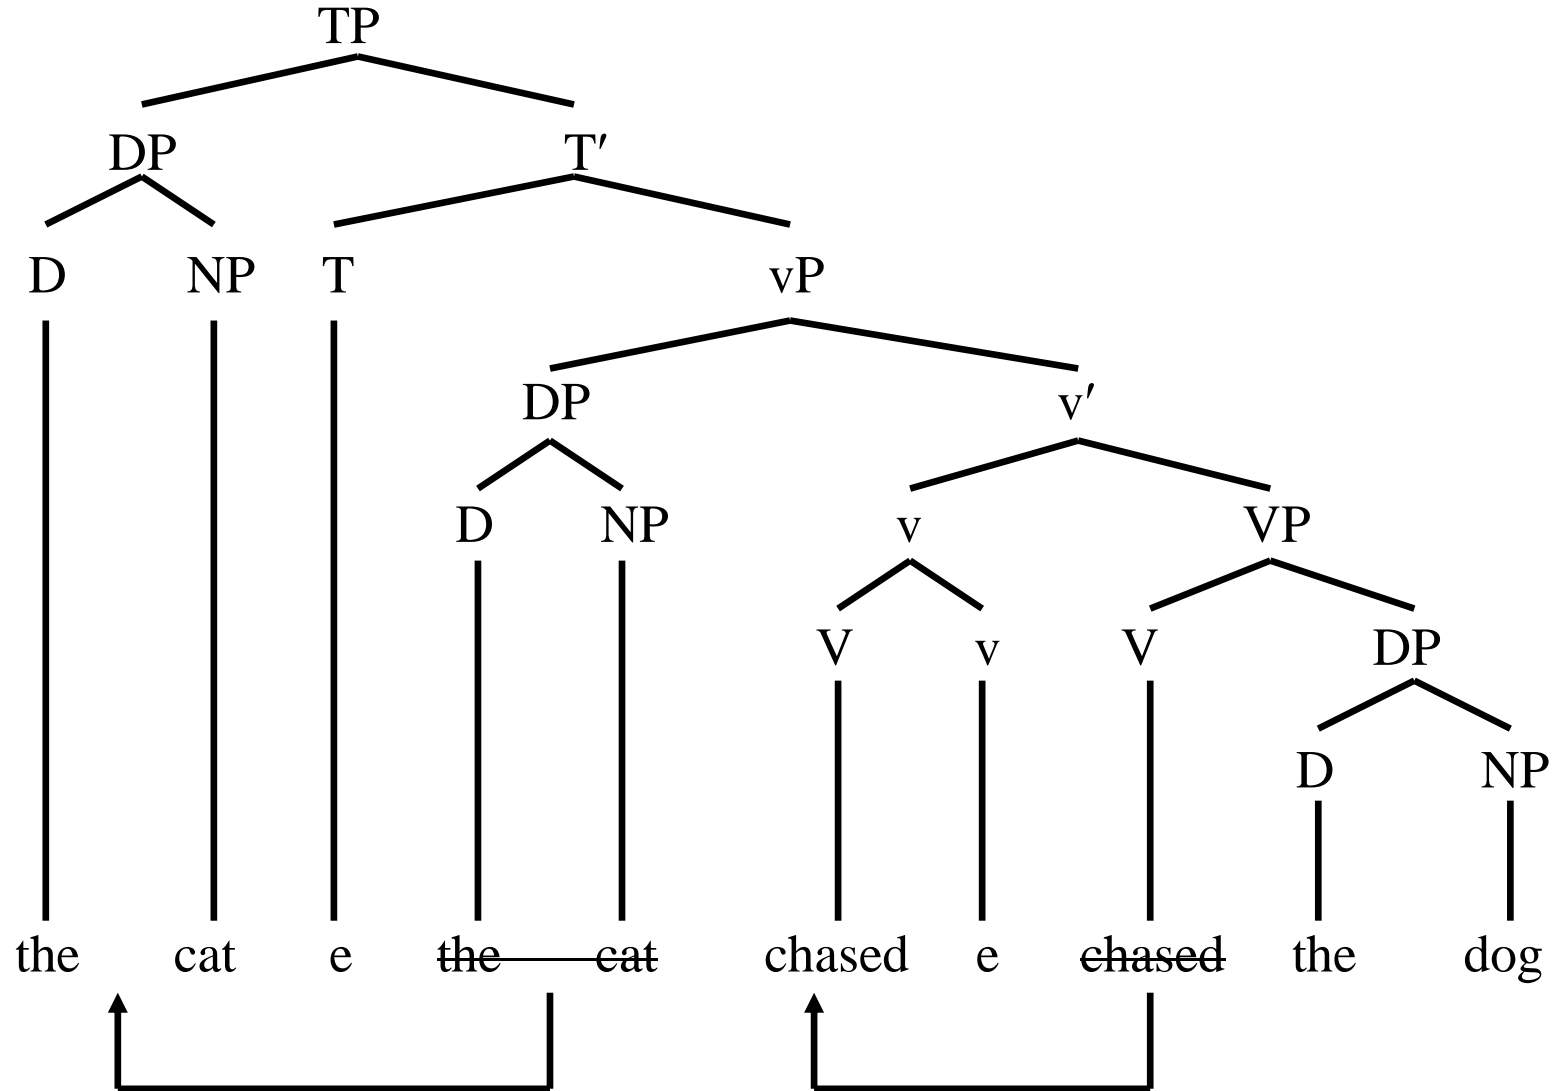 TP
DP T′
D NP T vP
DP v′
D NP v VP
V v V DP
D NP
the cat e the cat chased e chased the dog